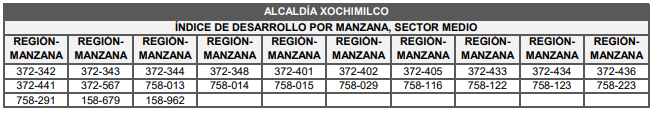 ALCALDÍA XOCHIMILCO
ÍNDICE DE DESARROLLO POR MANZANA, SECTOR MEDIO
REGIÓN-MANZANA REGIÓN-MANZANA REGIÓN-MANZANA REGIÓN-MANZANA REGIÓN-MANZANA REGIÓN-MANZANA REGIÓN-MANZANA REGIÓN-MANZANA REGIÓN-MANZANA REGIÓN-MANZANA
372-342 372-343 372-344 372-348 372-401 372-402 372-405 372-433 372-434 372-436
372-441 372-567 758-013 758-014 758-015 758-029 758-116 758-122 758-123 758-223
758-291 158-679 158-962